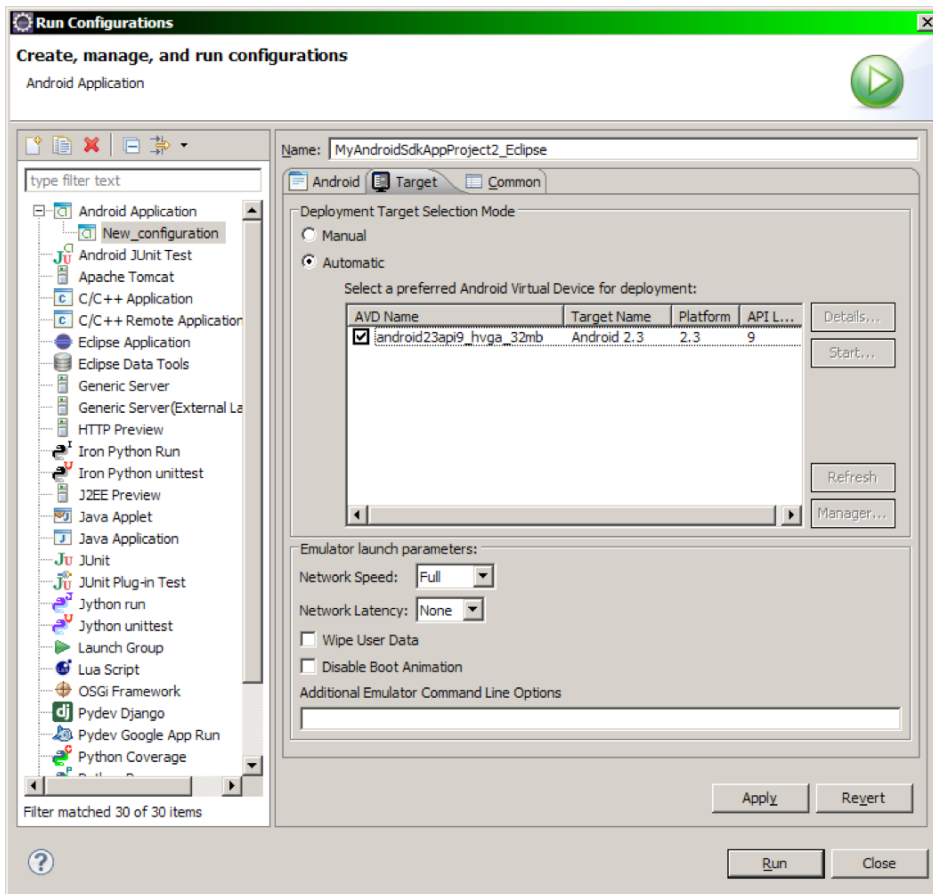 Run Configurations
Create, manage, and run configurations
Android Application
type filter text
Android Application
New_configuration
Android JUnit Test
Apache Tomcat
C/C++ Application
C/C++ Remote Application
Eclipse Application
Eclipse Data Tools
Generic Server
Generic Server(External La
HTTP Preview
Iron Python Run
Iron Python unittest
J2EE Preview
Java Applet
Java Application
JUnit
JUnit Plug-in Test
Jython run
Jython unittest
Launch Group
Lua Script
OSGi Framework
Pydev Django
Pydev Google App Run
Python Coverage
Filter matched 30 of 30 items
Name: MyAndroidSdkAppProject2_Eclipse
Android Target Common
Deployment Target Selection Mode
Manual
Automatic
Select a preferred Android Virtual Device for deployment:
AVD Name Target Name Platform API L...
android23api9_hvga_32mb Android 2.3 2.3 9
Details...
Start...
Refresh
Manager...
Emulator launch parameters:
Network Speed: Full
Network Latency: None
Wipe User Data
Disable Boot Animation
Additional Emulator Command Line Options
Apply Revert
Run Close